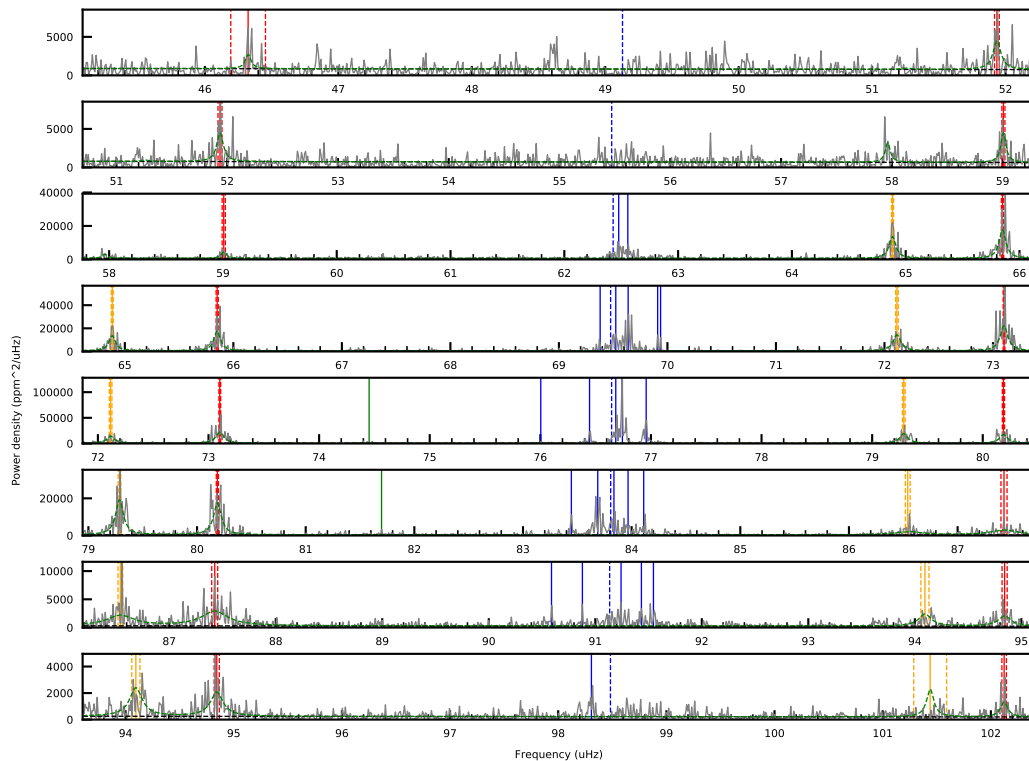 5000
0
46 47 48 49 50 51 52
5000
0
51 52 53 54 55 56 57 58 59
40000
20000
0
58 59 60 61 62 63 64 65 66
40000
20000
0
65 66 67 68 69 70 71 72 73
100000
50000
0
72 73 74 75 76 77 78 79 80
20000
0
79 80 81 82 83 84 85 86 87
10000
5000
0
87 88 89 90 91 92 93 94 95
4000
2000
0
94 95 96 97 98 99 100 101 102
Power density (ppm^2/uHz)
Frequency (uHz)